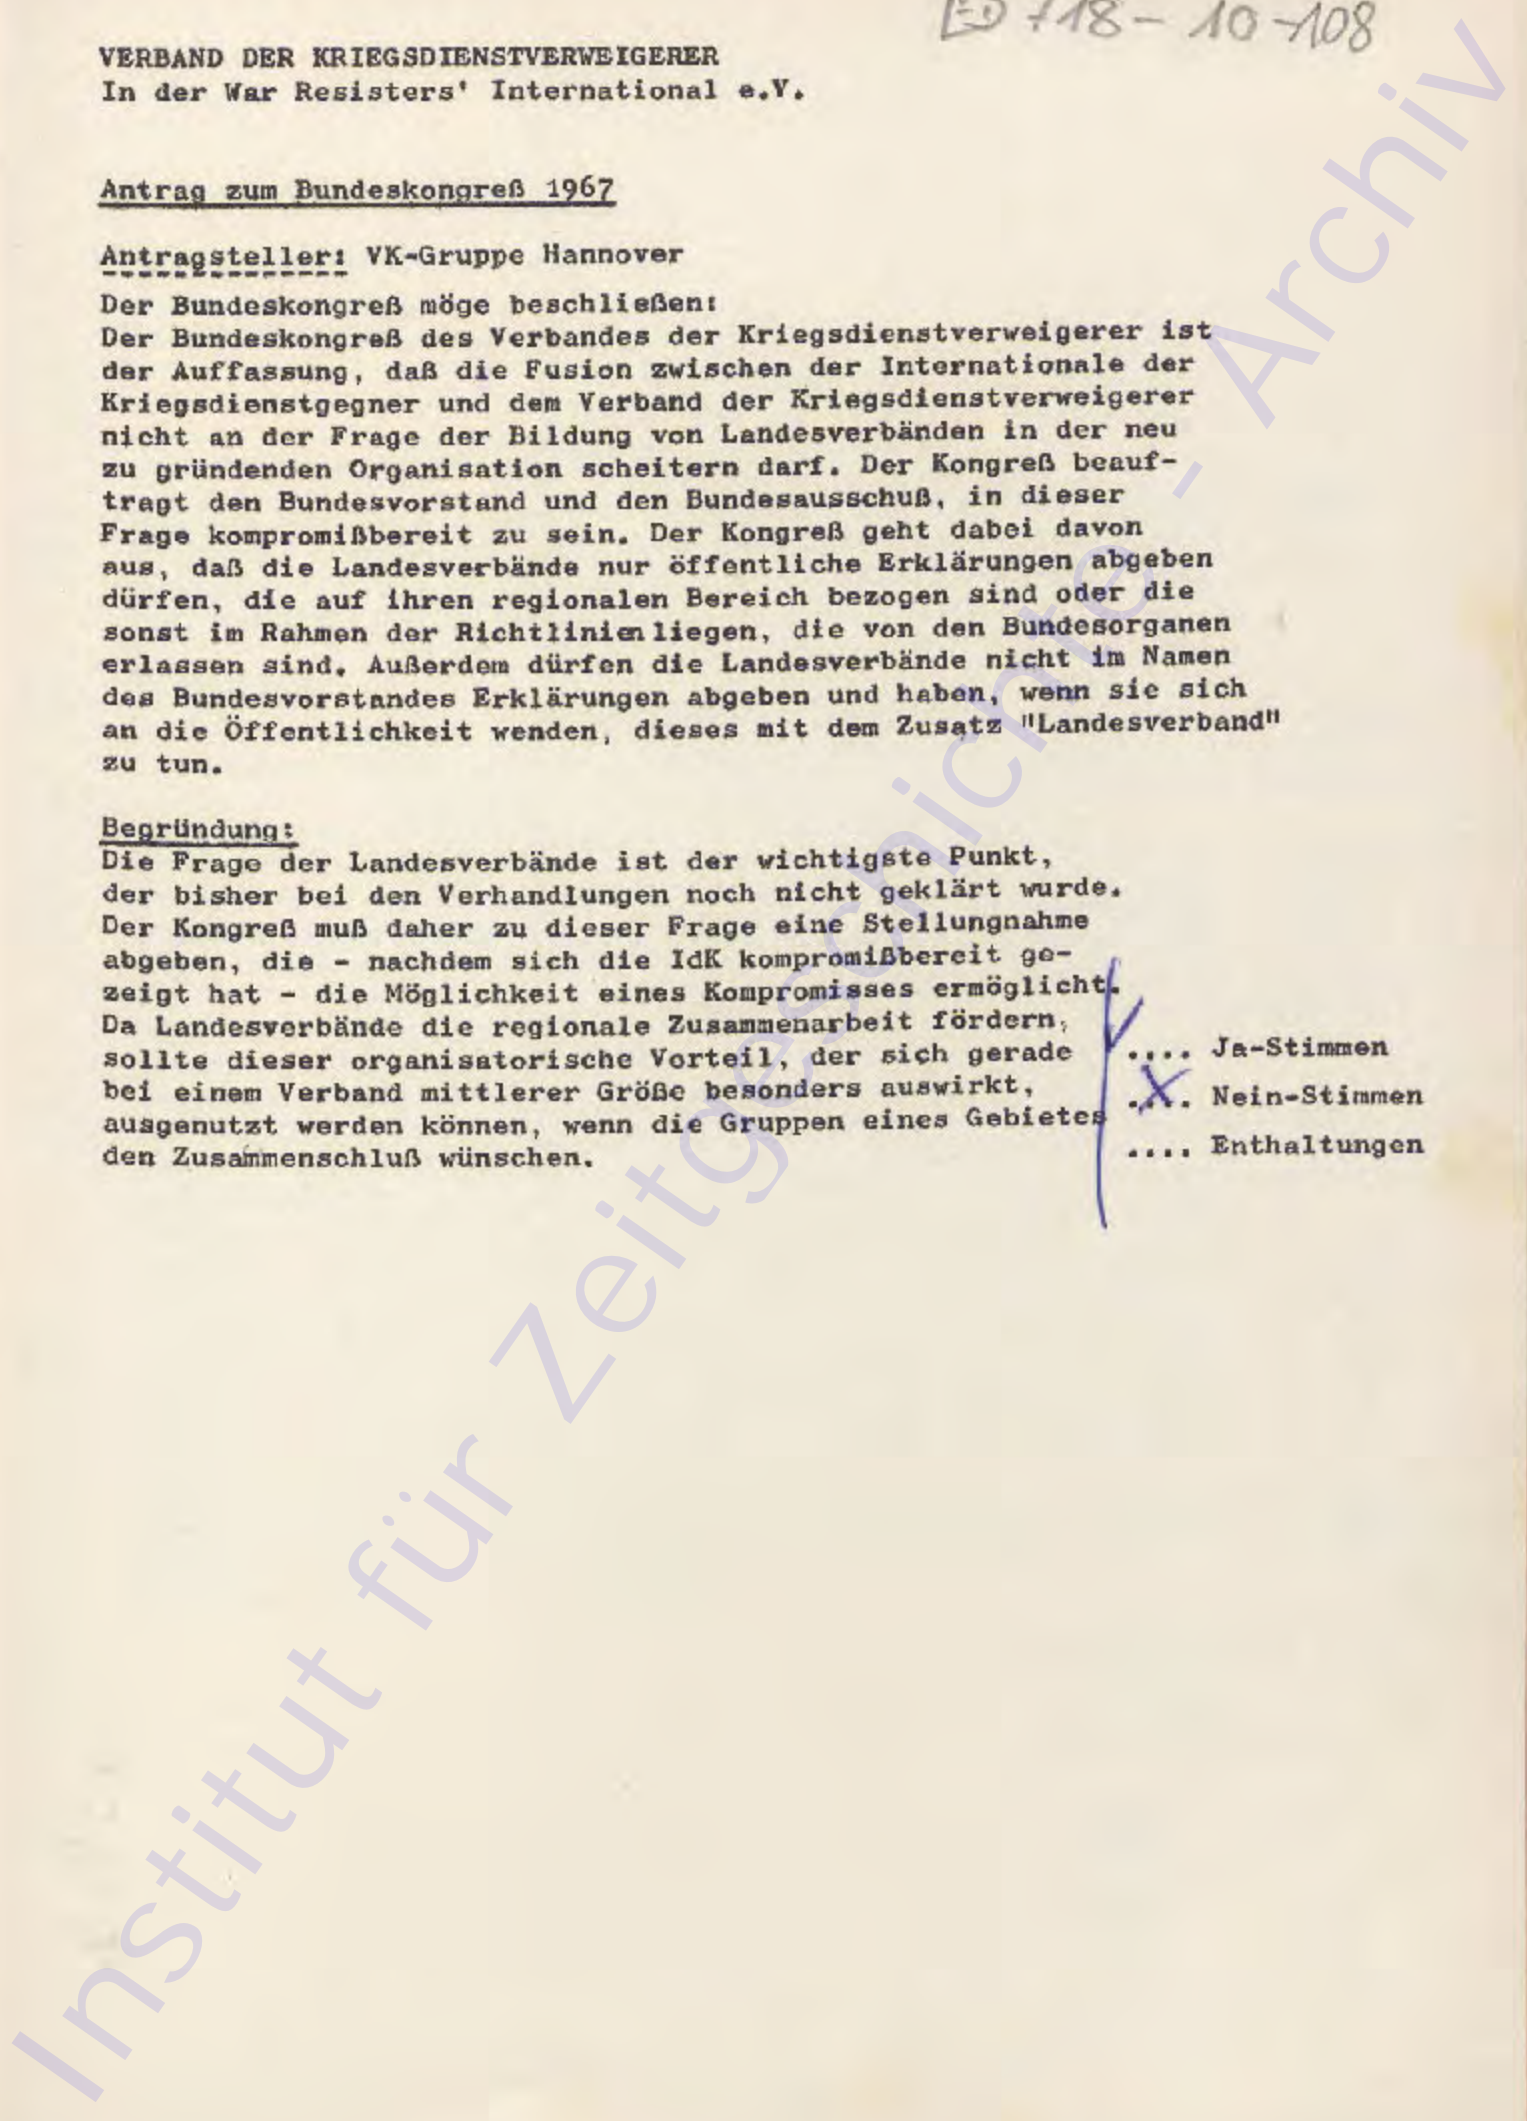 ED 718-10-108
VERBAND DER KRIEGSDIENSTVERWEIGERER
In der War Resisters' International e.V.
Antrag zum Bundeskongreß 1967
Antragsteller: VK-Gruppe Hannover
Der Bundeskongreß möge beschließen:
Der Bundeskongreß des Verbandes der Kriegsdienstverweigerer ist
der Auffassung, daß die Fusion zwischen der Internationale der
Kriegsdienstgegner und dem Verband der Kriegsdienstverweigerer
nicht an der Frage der Bildung von Landesverbänden in der neu
zu gründenden Organisation scheitern darf. Der Kongreß beauf-
tragt den Bundesvorstand und den Bundesausschuß, in dieser
Frage kompromißbereit zu sein. Der Kongreß geht dabei davon
aus, daß die Landesverbände nur öffentliche Erklärungen abgeben
dürfen, die auf ihren regionalen Bereich bezogen sind oder die
sonst im Rahmen der Richtlinien liegen, die von den Bundesorganen
erlassen sind. Außerdem dürfen die Landesverbände nicht im Namen
des Bundesvorstandes Erklärungen abgeben und haben, wenn sie sich
an die Öffentlichkeit wenden, dieses mit dem Zusatz "Landesverband"
zu tun.
Begründung:
Die Frage der Landesverbände ist der wichtigste Punkt,
der bisher bei den Verhandlungen noch nicht geklärt wurde.
Der Kongreß muß daher zu dieser Frage eine Stellungnahme
abgeben, die - nachdem sich die IdK kompromißbereit ge-
zeigt hat - die Möglichkeit eines Kompromisses ermöglicht.
Da Landesverbände die regionale Zusammenarbeit fördern,
sollte dieser organisatorische Vorteil, der sich gerade
bei einem Verband mittlerer Größe besonders auswirkt,
ausgenutzt werden können, wenn die Gruppen eines Gebietes
den Zusammenschluß wünschen.
.... Ja-Stimmen
.... Nein-Stimmen
.... Enthaltungen
Institut für Zeitgeschichte - Archiv